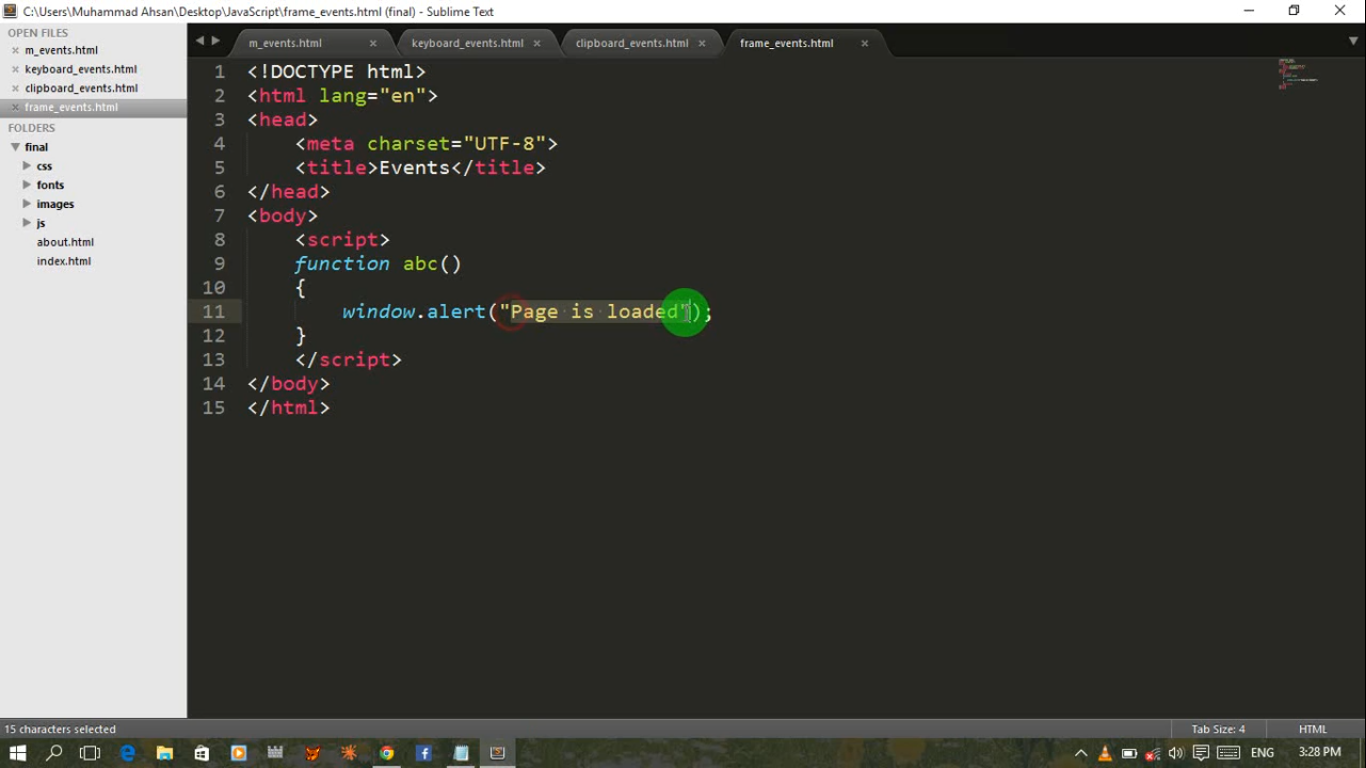 C:\Users\Muhammad Ahsan\Desktop\JavaScript\frame_events.html (final) - Sublime Text
OPEN FILES
m_events.html
keyboard_events.html
clipboard_events.html
frame_events.html
FOLDERS
final
css
fonts
images
js
about.html
index.html
m_events.html
keyboard_events.html
clipboard_events.html
frame_events.html
1 <!DOCTYPE html>
2 <html lang="en">
3 <head>
4 <meta charset="UTF-8">
5 <title>Events</title>
6 </head>
7 <body>
8 <script>
9 function abc()
10 {
11 window.alert("Page is loaded");
12 }
13 </script>
14 </body>
15 </html>
15 characters selected
Tab Size: 4
HTML
ENG
3:28 PM